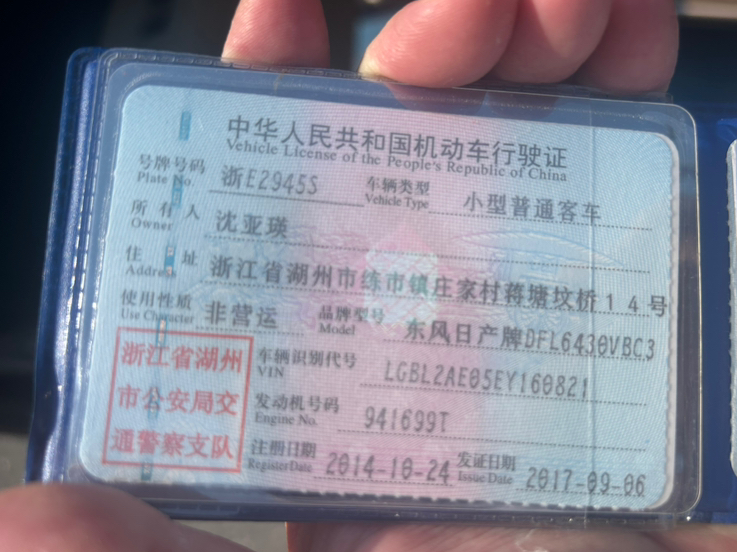 中华人民共和国机动车行驶证
Vehicle License of the People's Republic of China
号牌号码 浙E2945S 车辆类型 小型普通客车
Plate No. Vehicle Type
所有人 沈亚瑛
Owner
住址 浙江省湖州市练市镇庄家村蒋塘坟桥14号
Address
使用性质 非营运 品牌型号 东风日产牌DFL6430VBC3
Use Character Model
浙江省湖州 车辆识别代号 LGBL2AE05EY160821
VIN
市公安局交 发动机号码 941699T
Engine No.
通警察支队 注册日期 2014-10-24 发证日期 2017-09-06
Register Date Issue Date